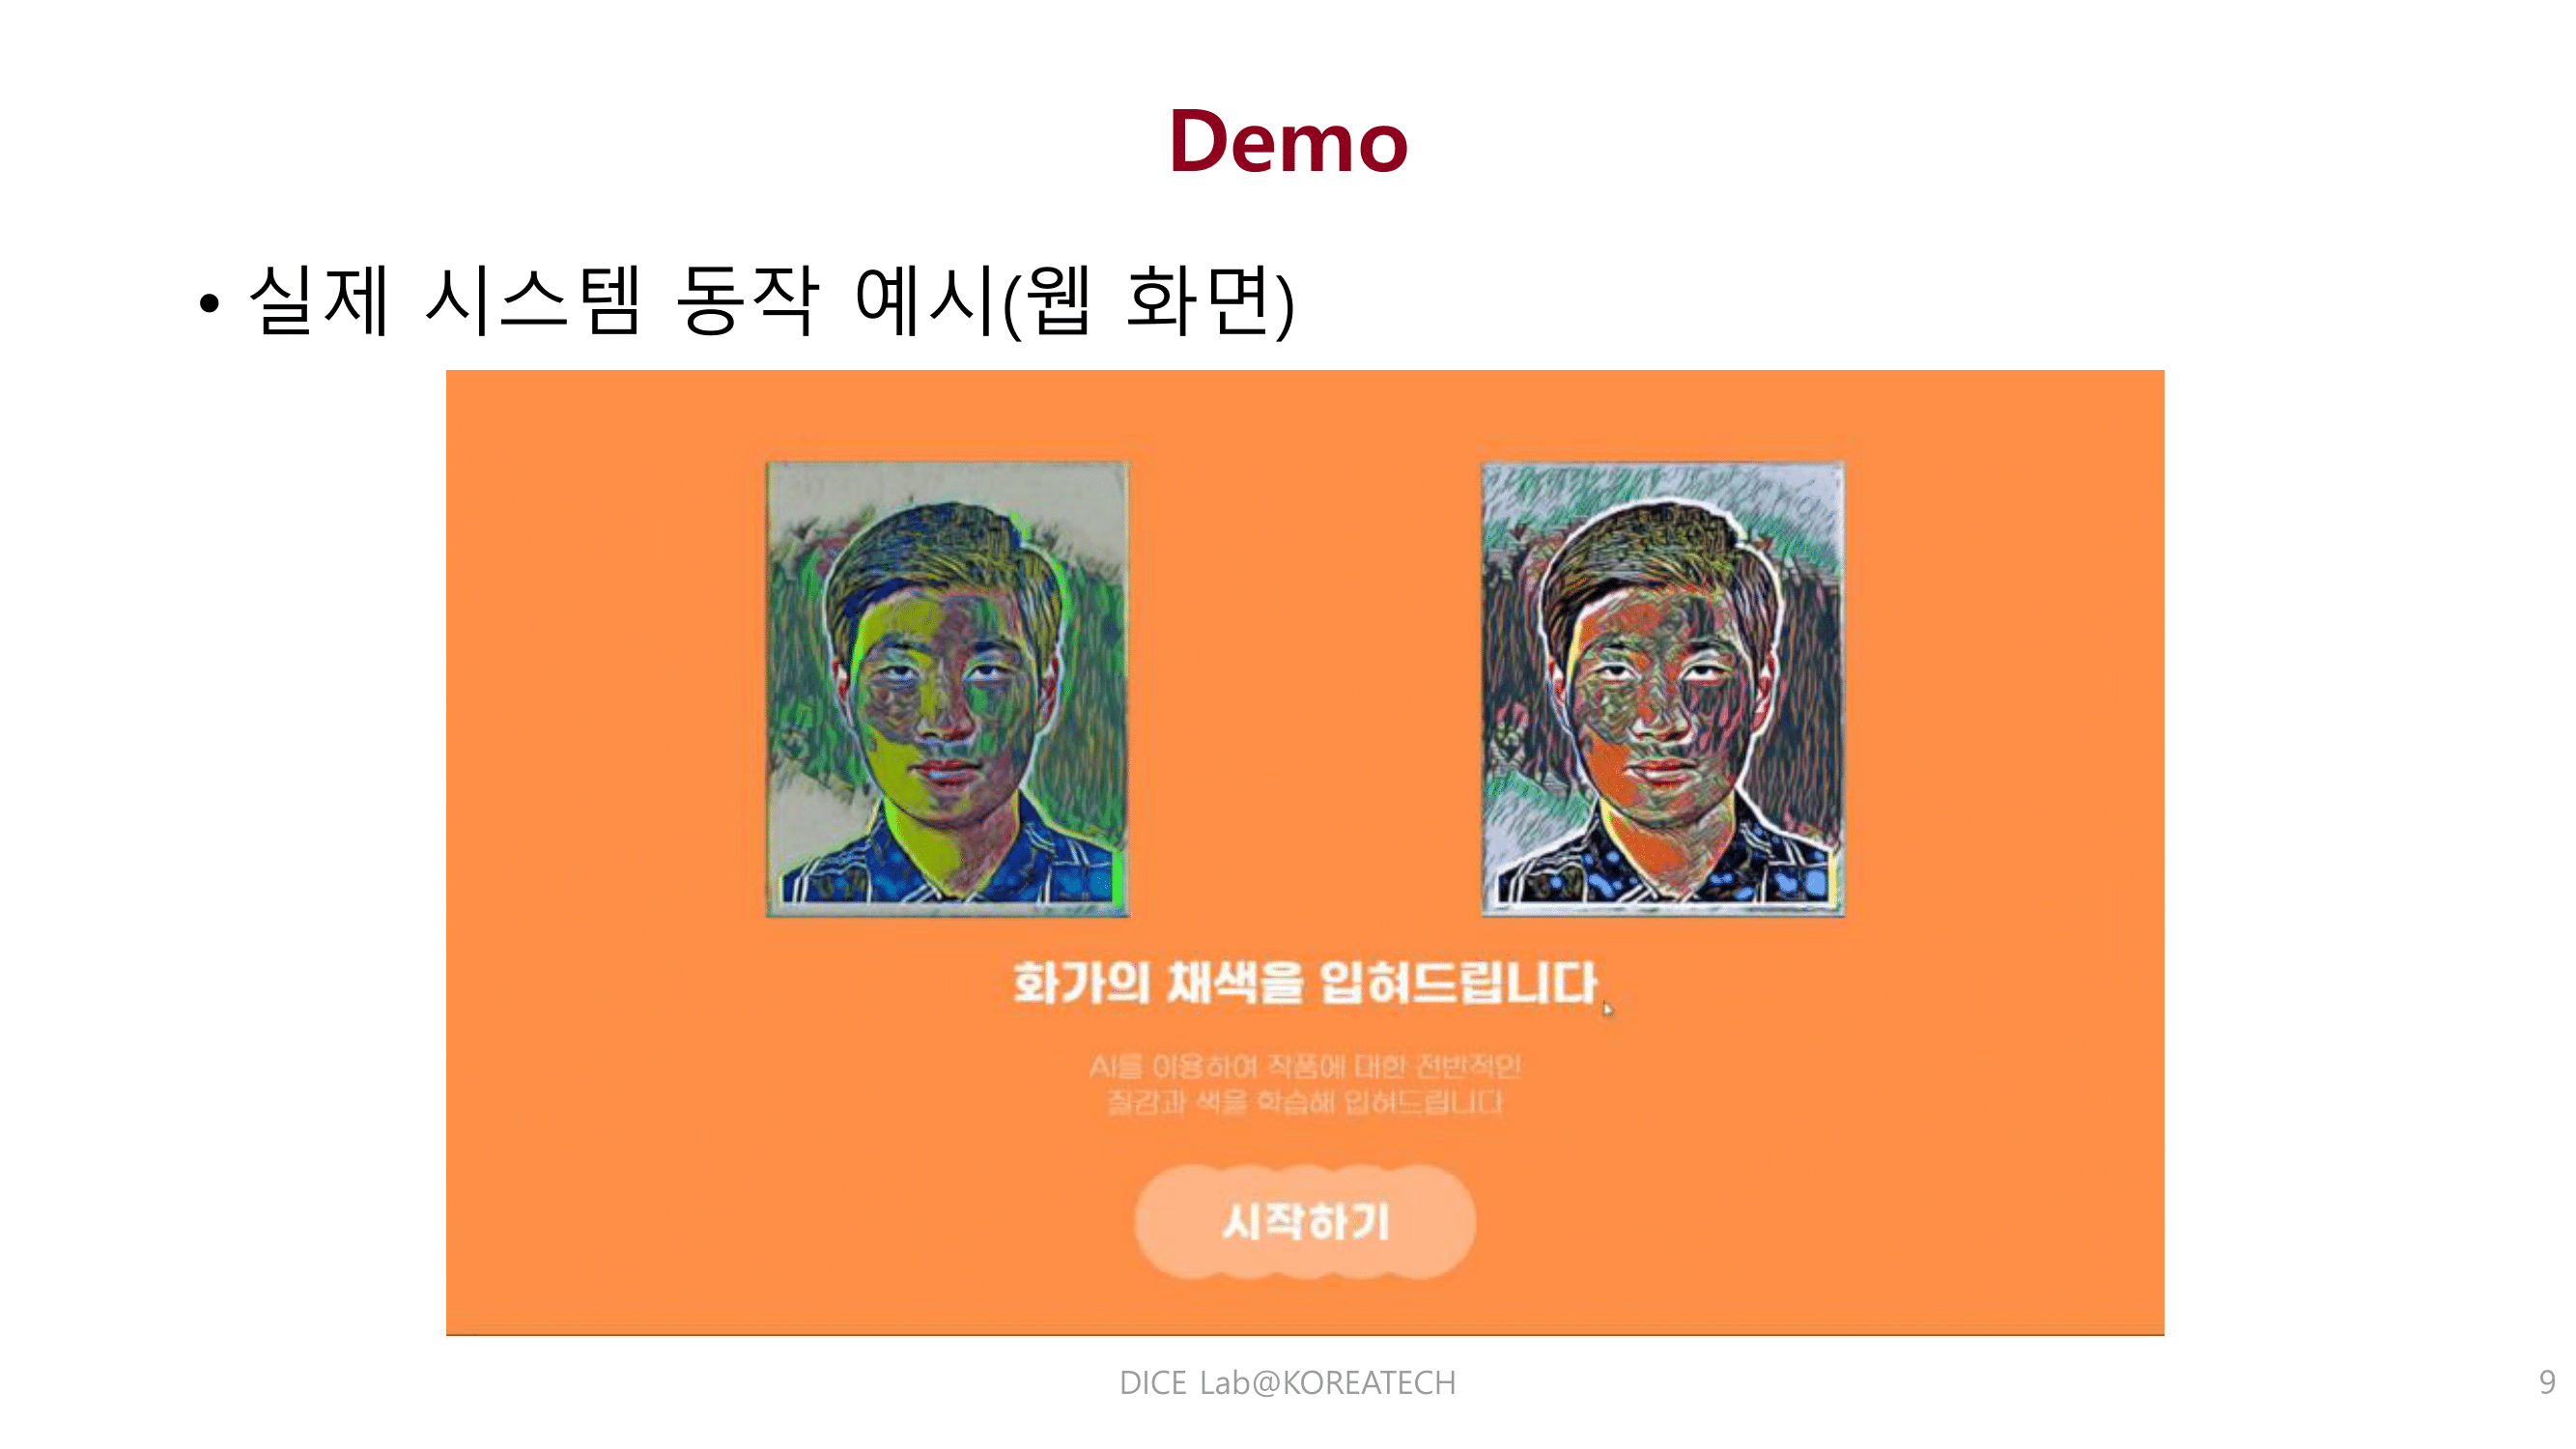 Demo
• 실제 시스템 동작 예시(웹 화면)
화가의 채색을 입혀드립니다
AI를 이용하여 작품에 대한 전반적인
질감과 색을 학습해 입혀드립니다
시작하기
DICE Lab@KOREATECH
9